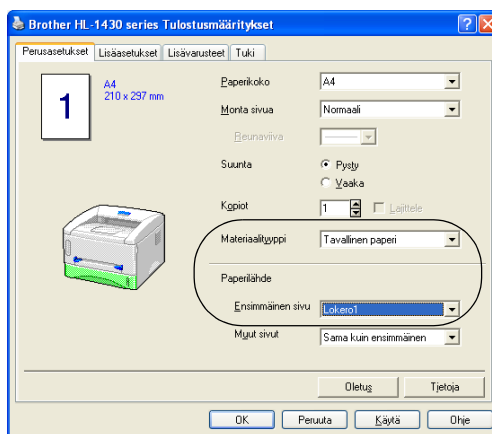 Brother HL-1430 series Tulostusmääritykset
Perusasetukset Lisäasetukset Lisävarusteet Tuki
1
A4
210 x 297 mm
Paperikoko A4
Monta sivua Normaali
Reunaviiva
Suunta Pysty
Vaaka
Kopiot 1 Lajittele
Materiaalityyppi Tavallinen paperi
Paperilähde
Ensimmäinen sivu Lokero1
Muut sivut Sama kuin ensimmäinen
Oletus Tietoja
OK Peruuta Käytä Ohje